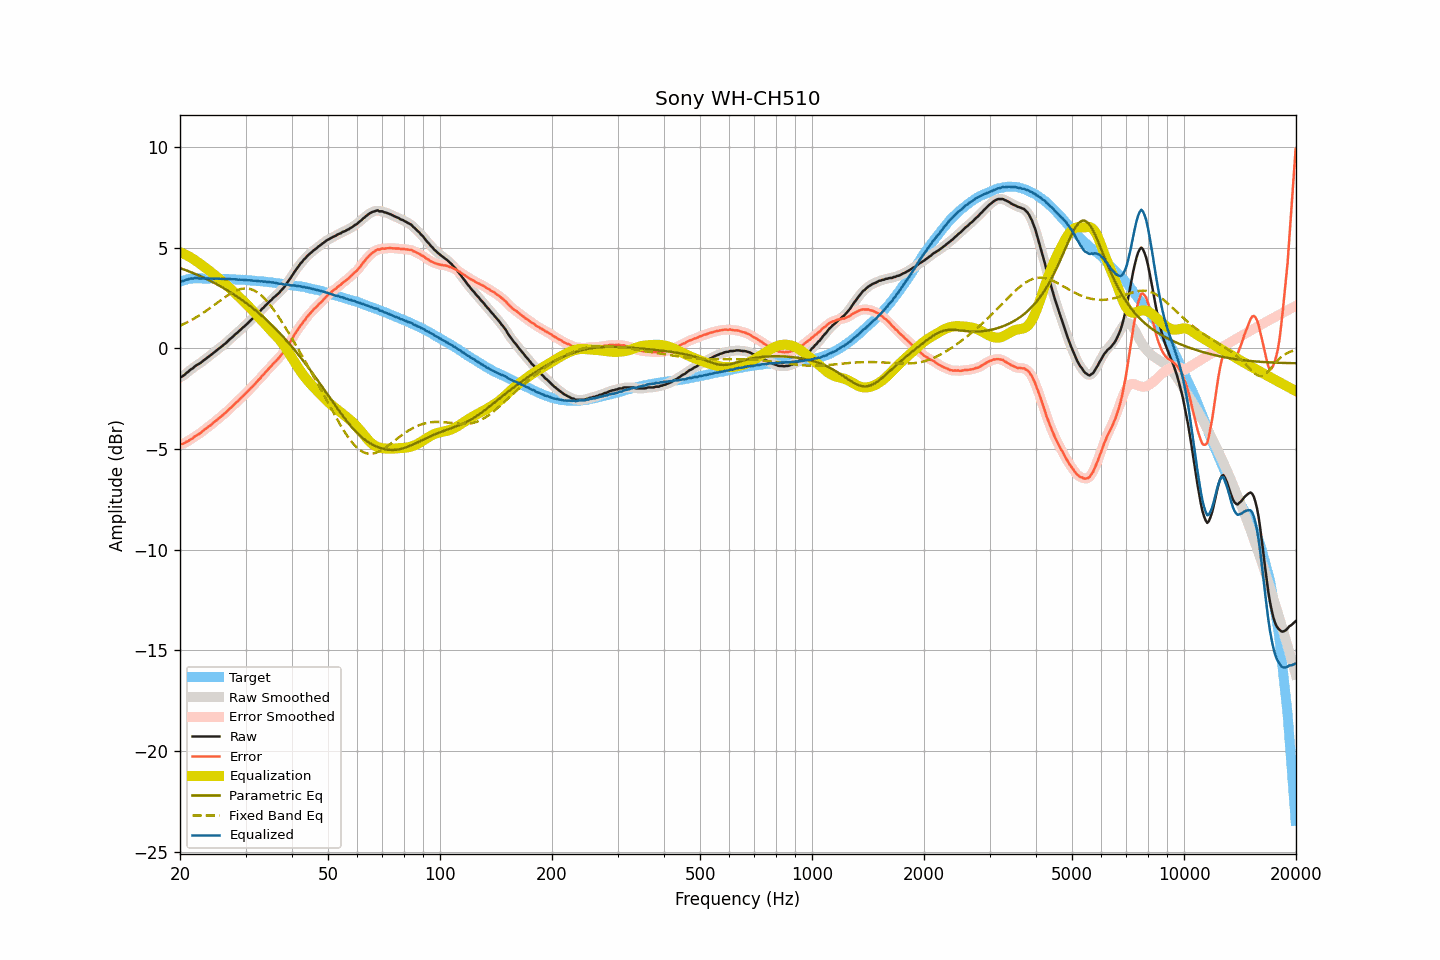 Sony WH-CH510
Amplitude (dBr)
10
5
0
−5
−10
−15
−20
−25
Target
Raw Smoothed
Error Smoothed
Raw
Error
Equalization
Parametric Eq
Fixed Band Eq
Equalized
20 50 100 200 500 1000 2000 5000 10000 20000
Frequency (Hz)